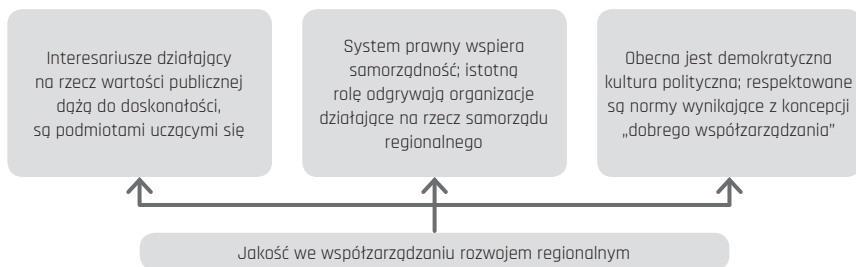 Interesariusze działający
na rzecz wartości publicznej
dążą do doskonałości,
są podmiotami uczącymi się
System prawny wspiera
samorządność; istotną
rolę odgrywają organizacje
działające na rzecz samorządu
regionalnego
Obecna jest demokratyczna
kultura polityczna; respektowane
są normy wynikające z koncepcji
„dobrego współzarządzania”
Jakość we współzarządzaniu rozwojem regionalnym